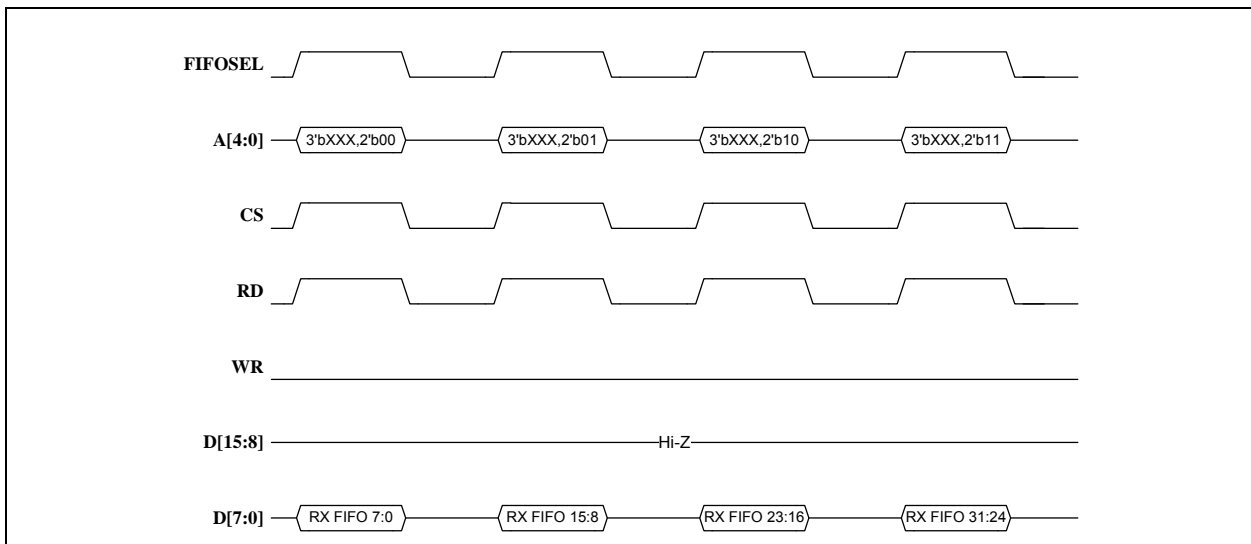 FIFOSEL
A[4:0] 3'bXXX,2'b00 3'bXXX,2'b01 3'bXXX,2'b10 3'bXXX,2'b11
CS
RD
WR
D[15:8] Hi-Z
D[7:0] RX FIFO 7:0 RX FIFO 15:8 RX FIFO 23:16 RX FIFO 31:24